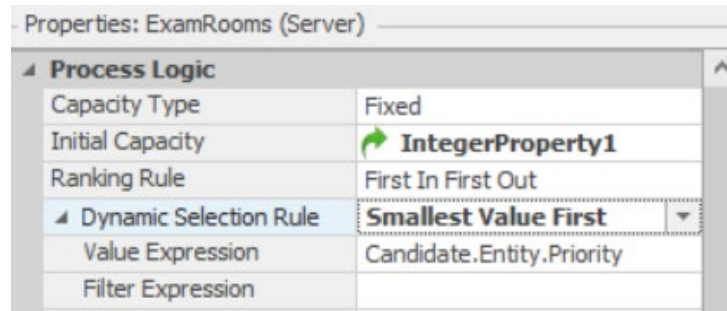 Properties: ExamRooms (Server)
Process Logic
Capacity Type Fixed
Initial Capacity IntegerProperty1
Ranking Rule First In First Out
Dynamic Selection Rule Smallest Value First
Value Expression Candidate.Entity.Priority
Filter Expression